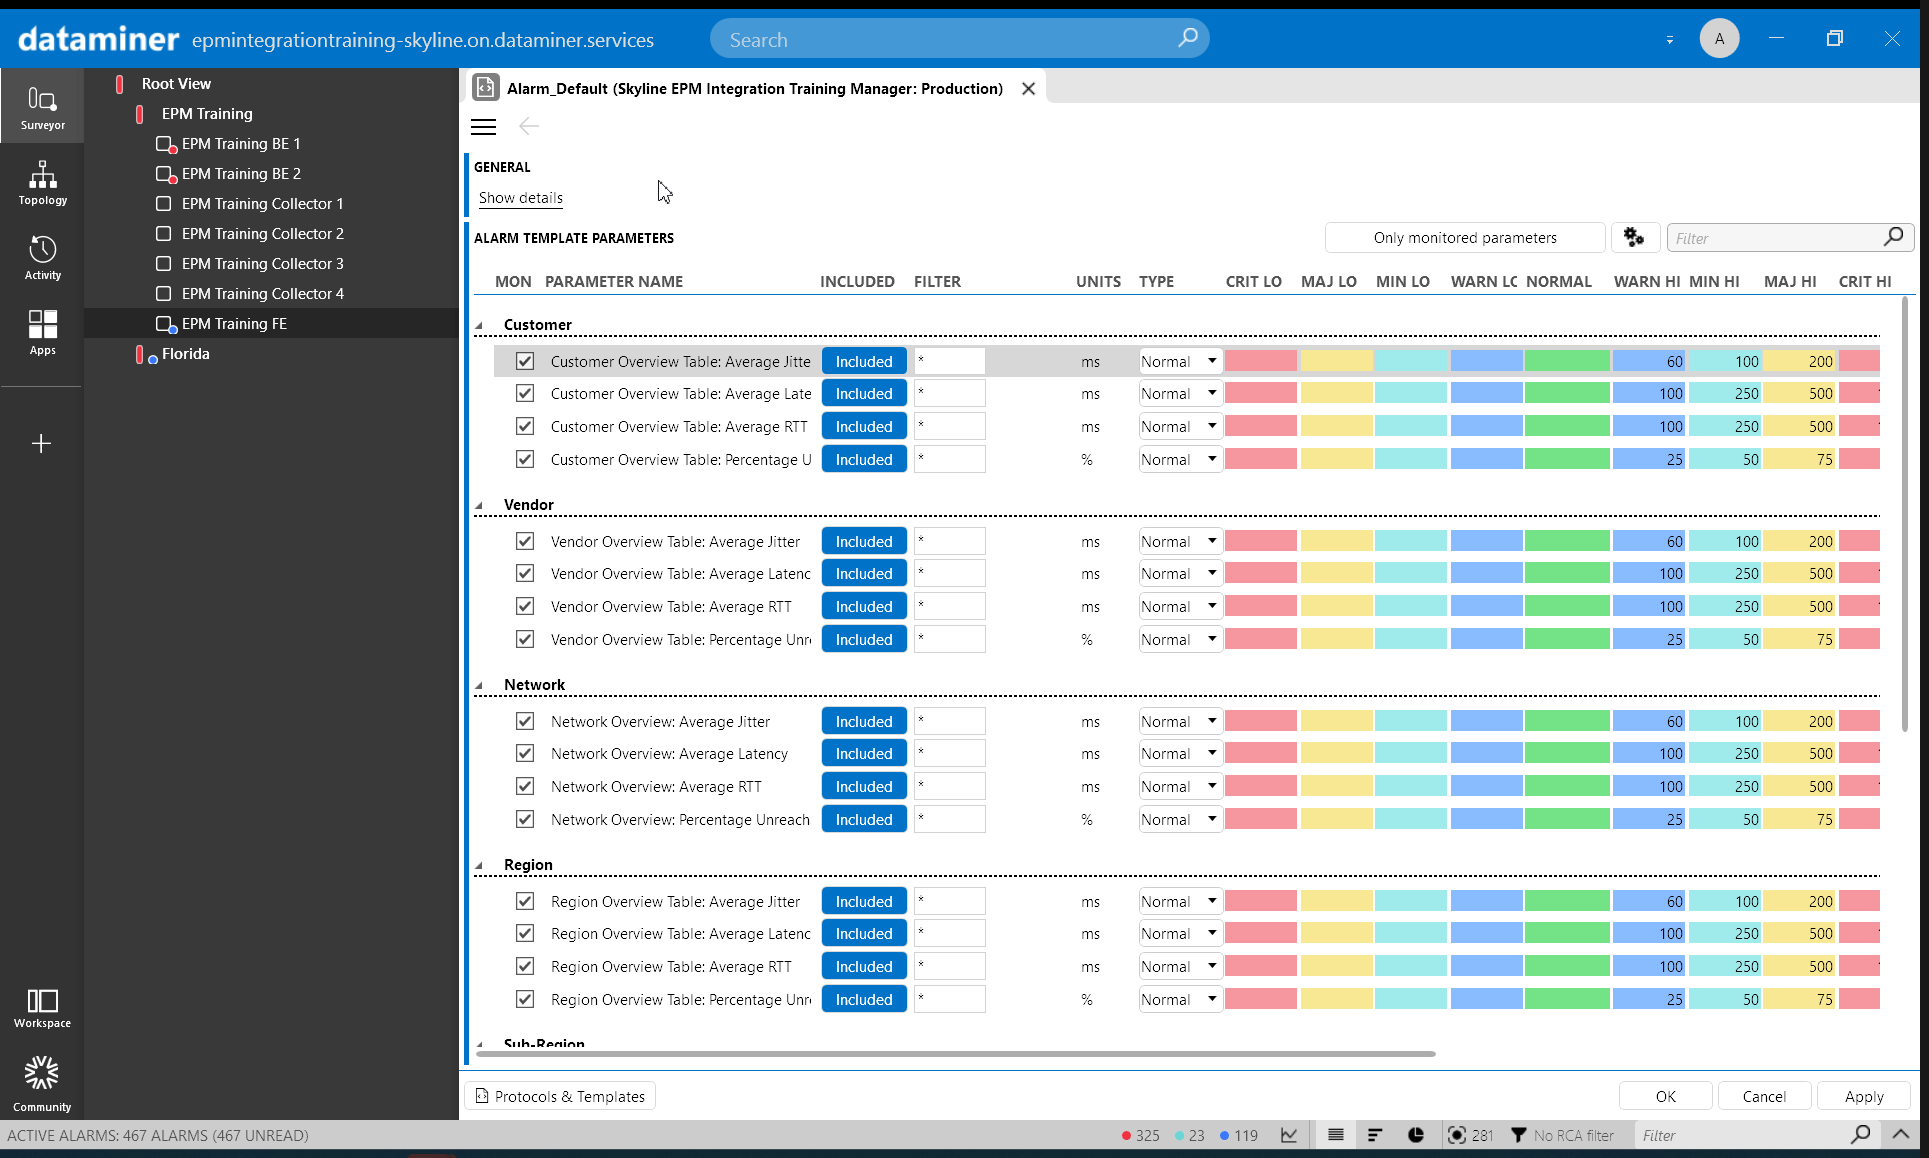 dataminer epmintegrationtraining-skyline.on.dataminer.services Search A
Surveyor
Topology
Activity
Apps
Workspace
Community
Root View
EPM Training
EPM Training BE 1
EPM Training BE 2
EPM Training Collector 1
EPM Training Collector 2
EPM Training Collector 3
EPM Training Collector 4
EPM Training FE
Florida
Alarm_Default (Skyline EPM Integration Training Manager: Production)
GENERAL
Show details
ALARM TEMPLATE PARAMETERS Only monitored parameters Filter
MON PARAMETER NAME INCLUDED FILTER UNITS TYPE CRIT LO MAJ LO MIN LO WARN LO NORMAL WARN HI MIN HI MAJ HI CRIT HI
Customer
Customer Overview Table: Average Jitte Included * ms Normal 60 100 200
Customer Overview Table: Average Late Included * ms Normal 100 250 500
Customer Overview Table: Average RTT Included * ms Normal 100 250 500
Customer Overview Table: Percentage U Included * % Normal 25 50 75
Vendor
Vendor Overview Table: Average Jitter Included * ms Normal 60 100 200
Vendor Overview Table: Average Latenc Included * ms Normal 100 250 500
Vendor Overview Table: Average RTT Included * ms Normal 100 250 500
Vendor Overview Table: Percentage Unr Included * % Normal 25 50 75
Network
Network Overview: Average Jitter Included * ms Normal 60 100 200
Network Overview: Average Latency Included * ms Normal 100 250 500
Network Overview: Average RTT Included * ms Normal 100 250 500
Network Overview: Percentage Unreach Included * % Normal 25 50 75
Region
Region Overview Table: Average Jitter Included * ms Normal 60 100 200
Region Overview Table: Average Latenc Included * ms Normal 100 250 500
Region Overview Table: Average RTT Included * ms Normal 100 250 500
Region Overview Table: Percentage Unr Included * % Normal 25 50 75
Sub-Region
Protocols & Templates OK Cancel Apply
ACTIVE ALARMS: 467 ALARMS (467 UNREAD) 325 23 119 281 No RCA filter Filter